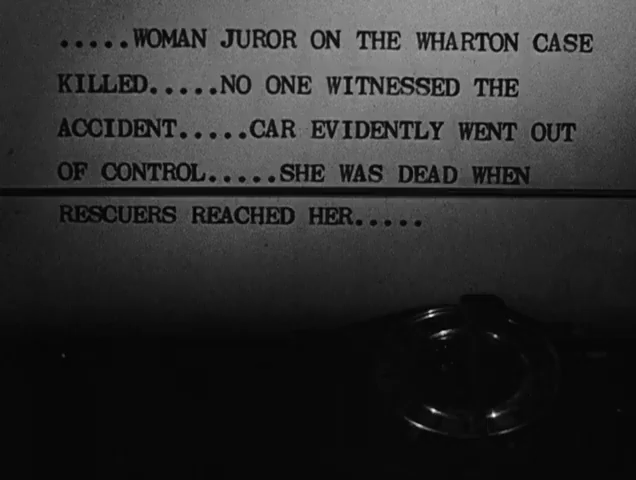 .....WOMAN JUROR ON THE WHARTON CASE
KILLED.....NO ONE WITNESSED THE
ACCIDENT.....CAR EVIDENTLY WENT OUT
OF CONTROL.....SHE WAS DEAD WHEN
RESCUERS REACHED HER.....